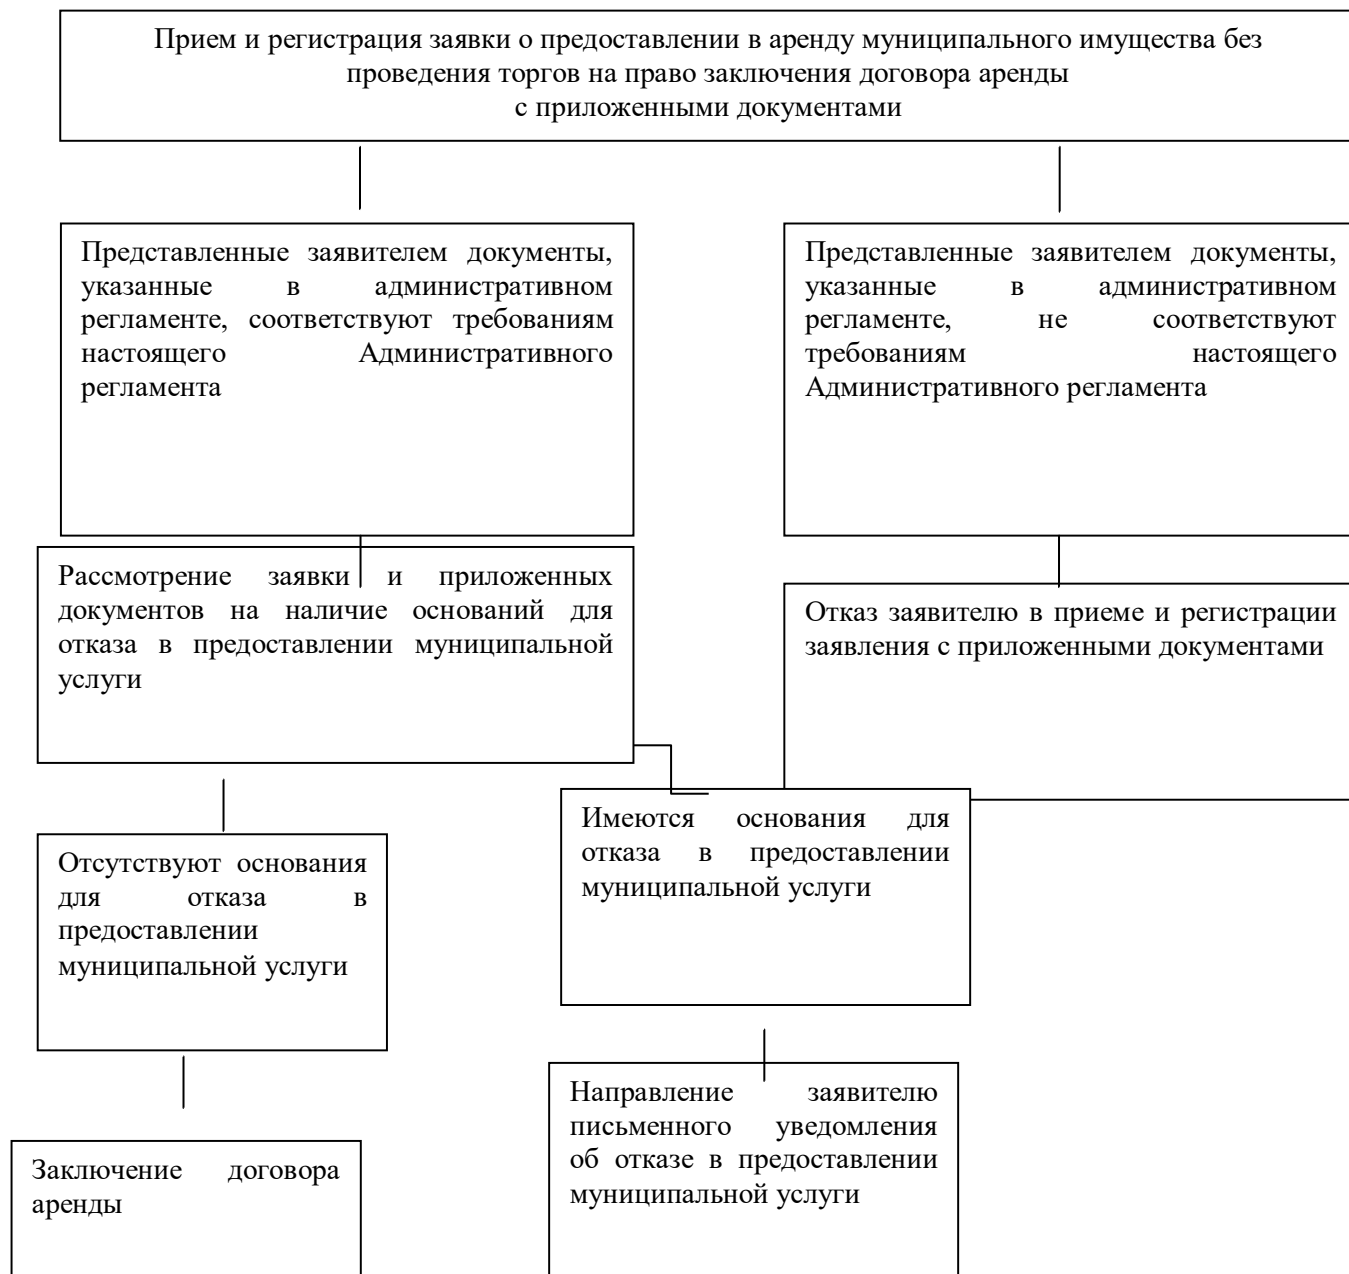 Прием и регистрация заявки о предоставлении в аренду муниципального имущества без
проведения торгов на право заключения договора аренды
с приложенными документами
Представленные заявителем документы,
указанные в административном
регламенте, соответствуют требованиям
настоящего Административного
регламента
Представленные заявителем документы,
указанные в административном
регламенте, не соответствуют
требованиям настоящего
Административного регламента
Рассмотрение заявки и приложенных
документов на наличие оснований для
отказа в предоставлении муниципальной
услуги
Отказ заявителю в приеме и регистрации
заявления с приложенными документами
Имеются основания для
отказа в предоставлении
муниципальной услуги
Отсутствуют основания
для отказа в
предоставлении
муниципальной услуги
Направление заявителю
письменного уведомления
об отказе в предоставлении
муниципальной услуги
Заключение договора
аренды